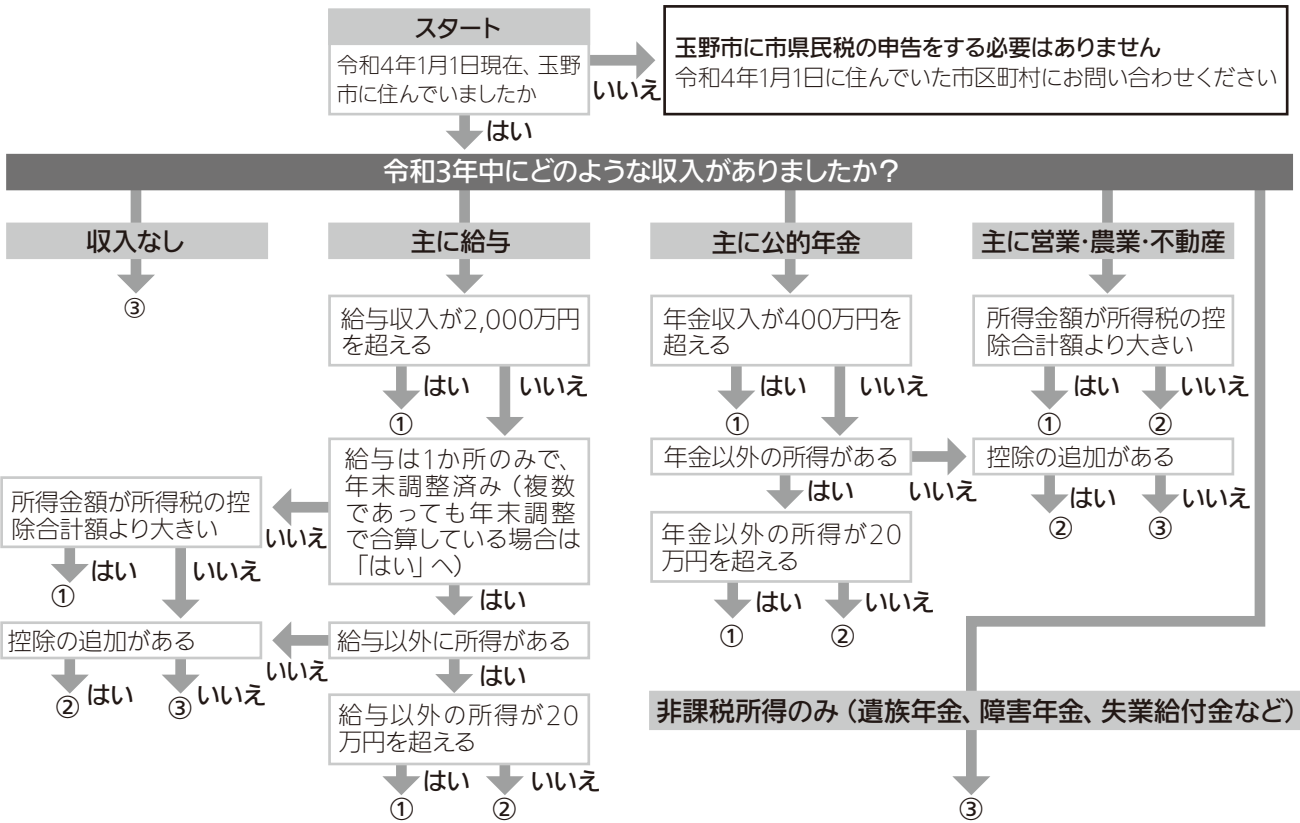 スタート
令和4年1月1日現在、玉野
市に住んでいましたか
いいえ
玉野市に市県民税の申告をする必要はありません
令和4年1月1日に住んでいた市区町村にお問い合わせください
はい
令和3年中にどのような収入がありましたか？
収入なし
③
主に給与
給与収入が2,000万円
を超える
はい
いいえ
①
給与は1か所のみで、
年末調整済み（複数
であっても年末調整
で合算している場合は
「はい」へ）
いいえ
所得金額が所得税の控
除合計額より大きい
はい
いいえ
①
はい
給与以外に所得がある
いいえ
控除の追加がある
はい
いいえ
②
③
はい
給与以外の所得が20
万円を超える
はい
いいえ
①
②
主に公的年金
年金収入が400万円を
超える
はい
いいえ
①
年金以外の所得がある
いいえ
控除の追加がある
はい
いいえ
②
③
はい
年金以外の所得が20
万円を超える
はい
いいえ
①
②
主に営業・農業・不動産
所得金額が所得税の控
除合計額より大きい
はい
いいえ
①
②
非課税所得のみ（遺族年金、障害年金、失業給付金など）
③